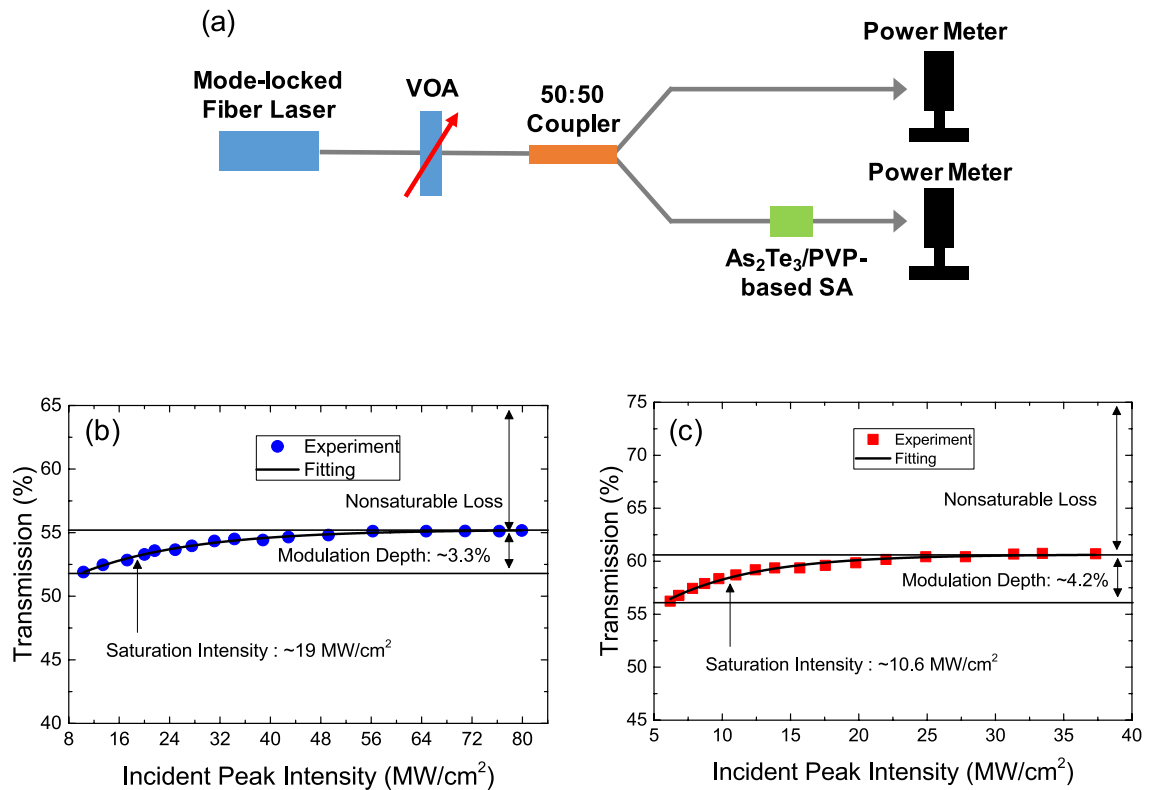 (a)
Mode-locked
Fiber Laser
VOA
50:50
Coupler
Power Meter
Power Meter
As₂Te₃/PVP-
based SA
(b)
Transmission (%)
65
60
55
50
45
40
Experiment
Fitting
Nonsaturable Loss
Modulation Depth: ~3.3%
Saturation Intensity : ~19 MW/cm²
8 16 24 32 40 48 56 64 72 80
Incident Peak Intensity (MW/cm²)
(c)
Transmission (%)
75
70
65
60
55
50
45
Experiment
Fitting
Nonsaturable Loss
Modulation Depth: ~4.2%
Saturation Intensity : ~10.6 MW/cm²
5 10 15 20 25 30 35 40
Incident Peak Intensity (MW/cm²)